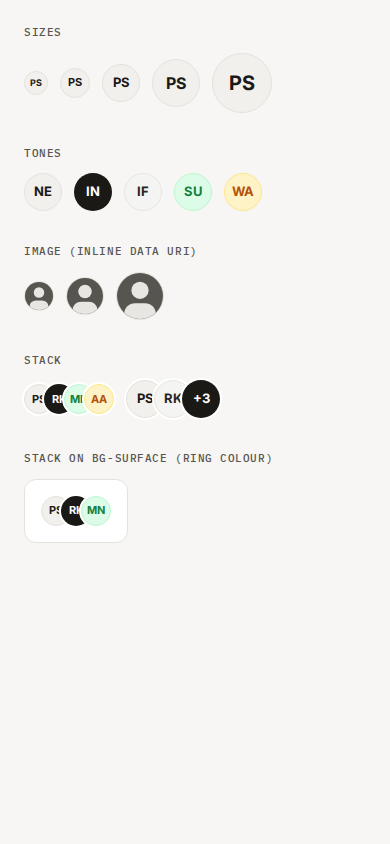 SIZES
PS PS PS PS PS
TONES
NE IN IF SU WA
IMAGE (INLINE DATA URI)
STACK
AA PS RK +3
STACK ON BG-SURFACE (RING COLOUR)
MN